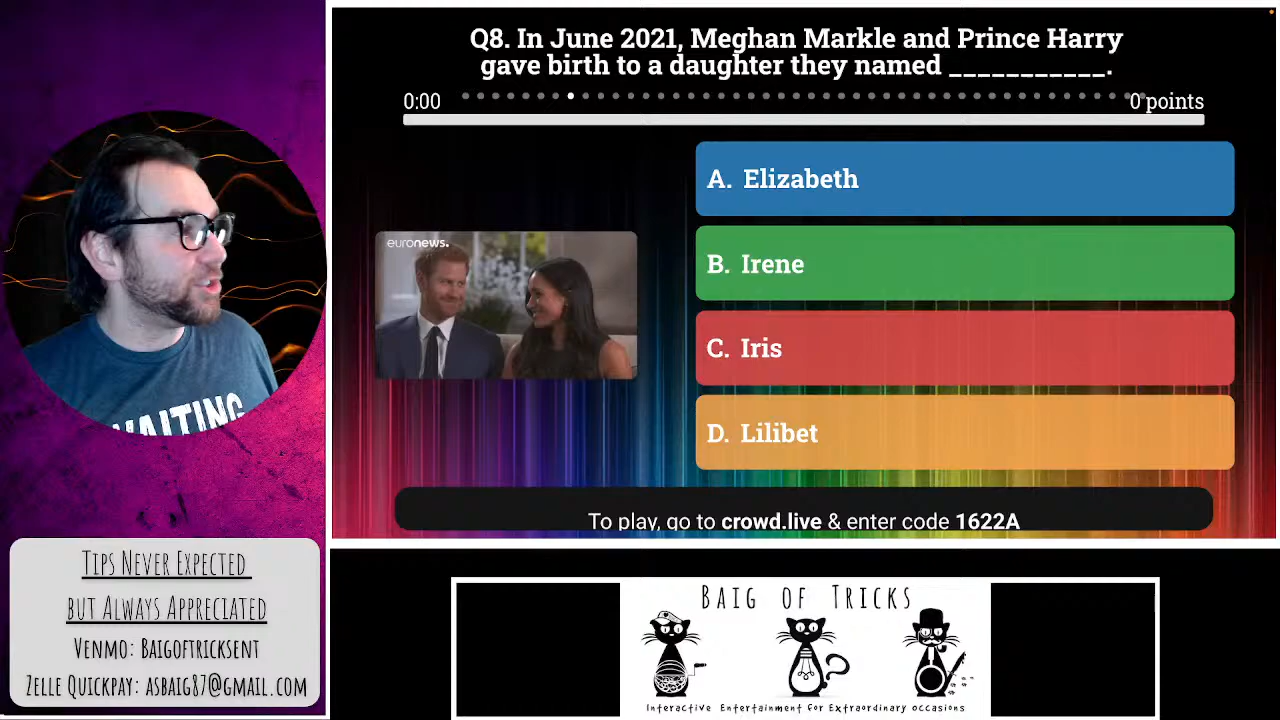 Q8. In June 2021, Meghan Markle and Prince Harry
gave birth to a daughter they named ___________.
0:00
0 points
A. Elizabeth
B. Irene
C. Iris
D. Lilibet
euronews.
To play, go to crowd.live & enter code 1622A
WAITING
Tips Never Expected
but Always Appreciated
Venmo: Baigoftricksent
Zelle Quickpay: asbaig87@gmail.com
Baig of Tricks
Interactive Entertainment for Extraordinary Occasions